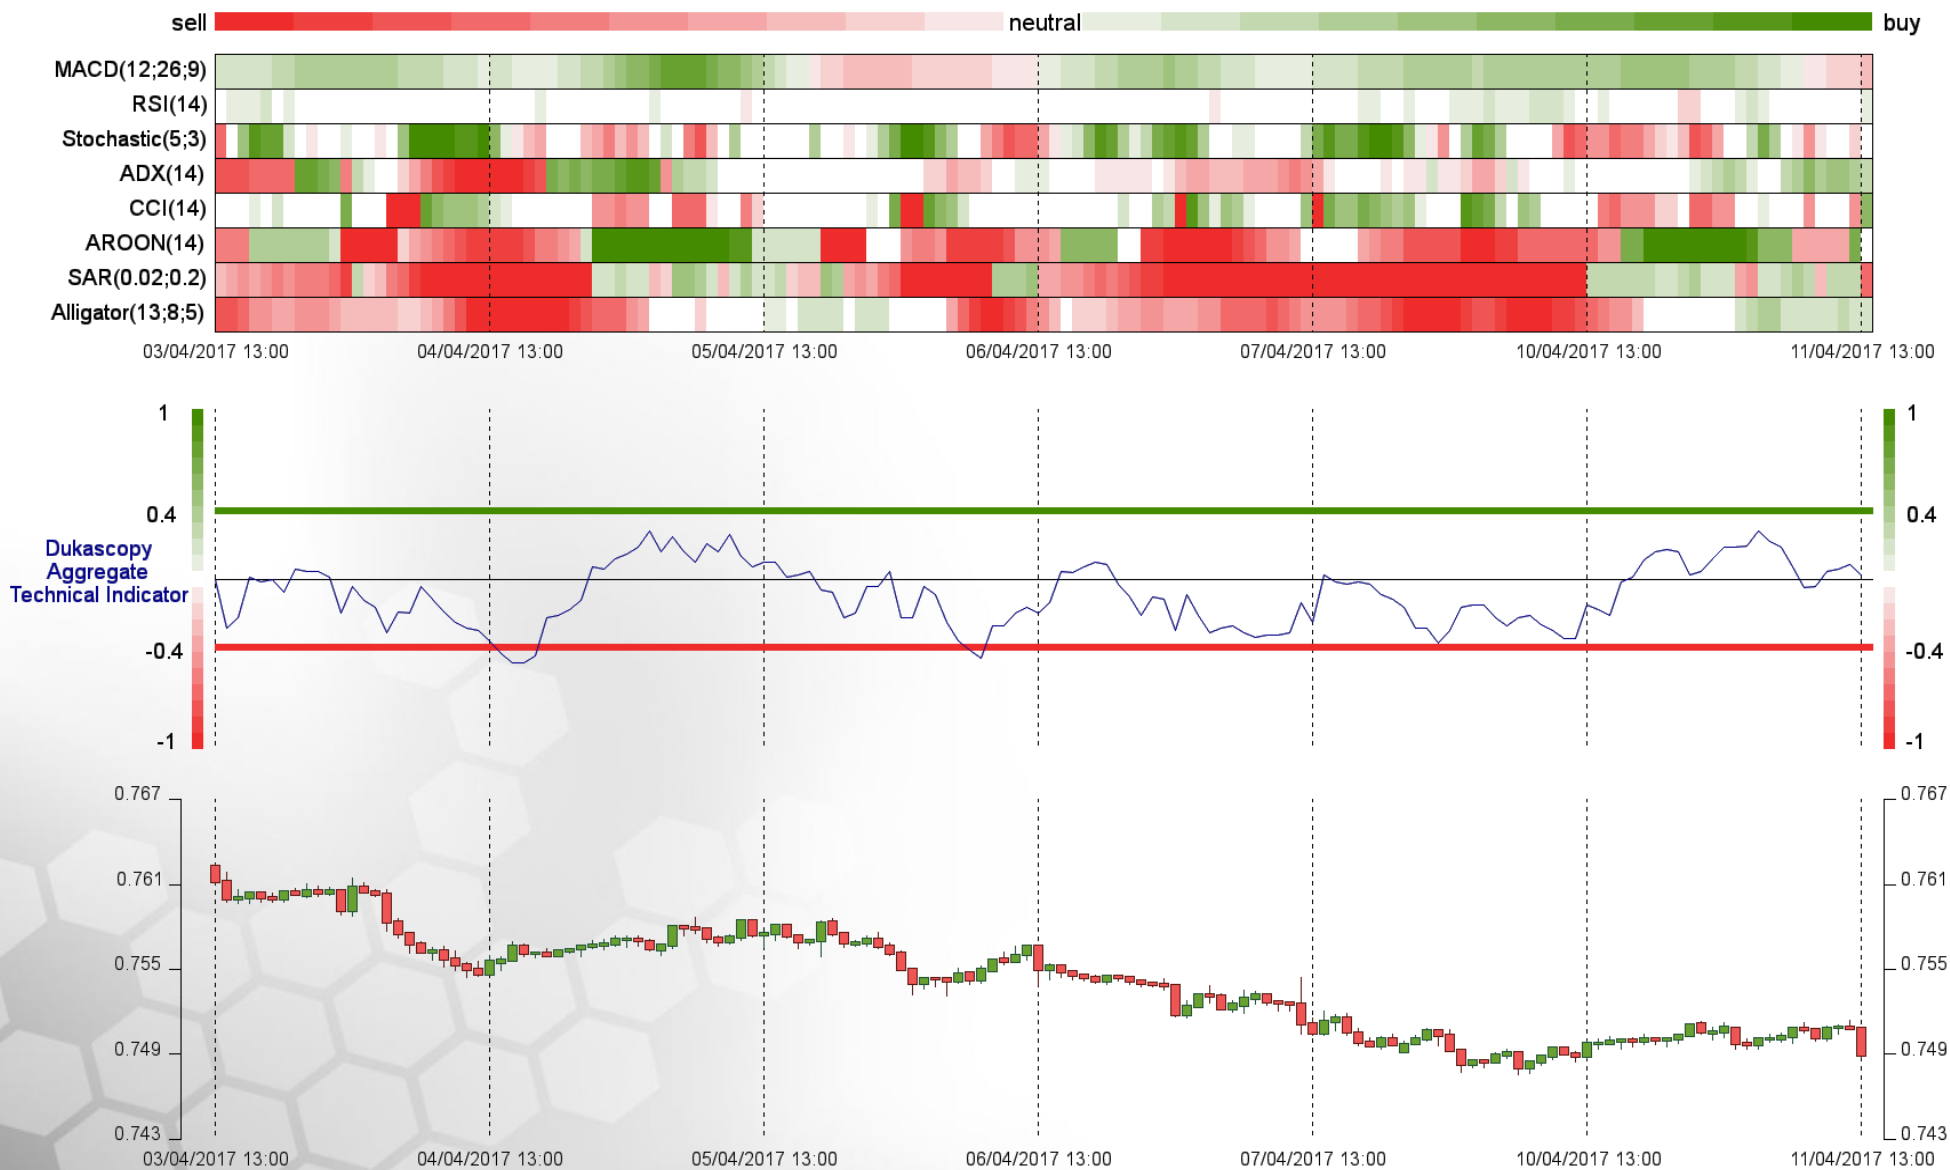 sell neutral buy
MACD(12;26;9)
RSI(14)
Stochastic(5;3)
ADX(14)
CCI(14)
AROON(14)
SAR(0.02;0.2)
Alligator(13;8;5)
03/04/2017 13:00 04/04/2017 13:00 05/04/2017 13:00 06/04/2017 13:00 07/04/2017 13:00 10/04/2017 13:00 11/04/2017 13:00
1 1
0.4 0.4
Dukascopy
Aggregate
Technical Indicator
-0.4 -0.4
-1 -1
0.767 0.767
0.761 0.761
0.755 0.755
0.749 0.749
0.743 0.743
03/04/2017 13:00 04/04/2017 13:00 05/04/2017 13:00 06/04/2017 13:00 07/04/2017 13:00 10/04/2017 13:00 11/04/2017 13:00